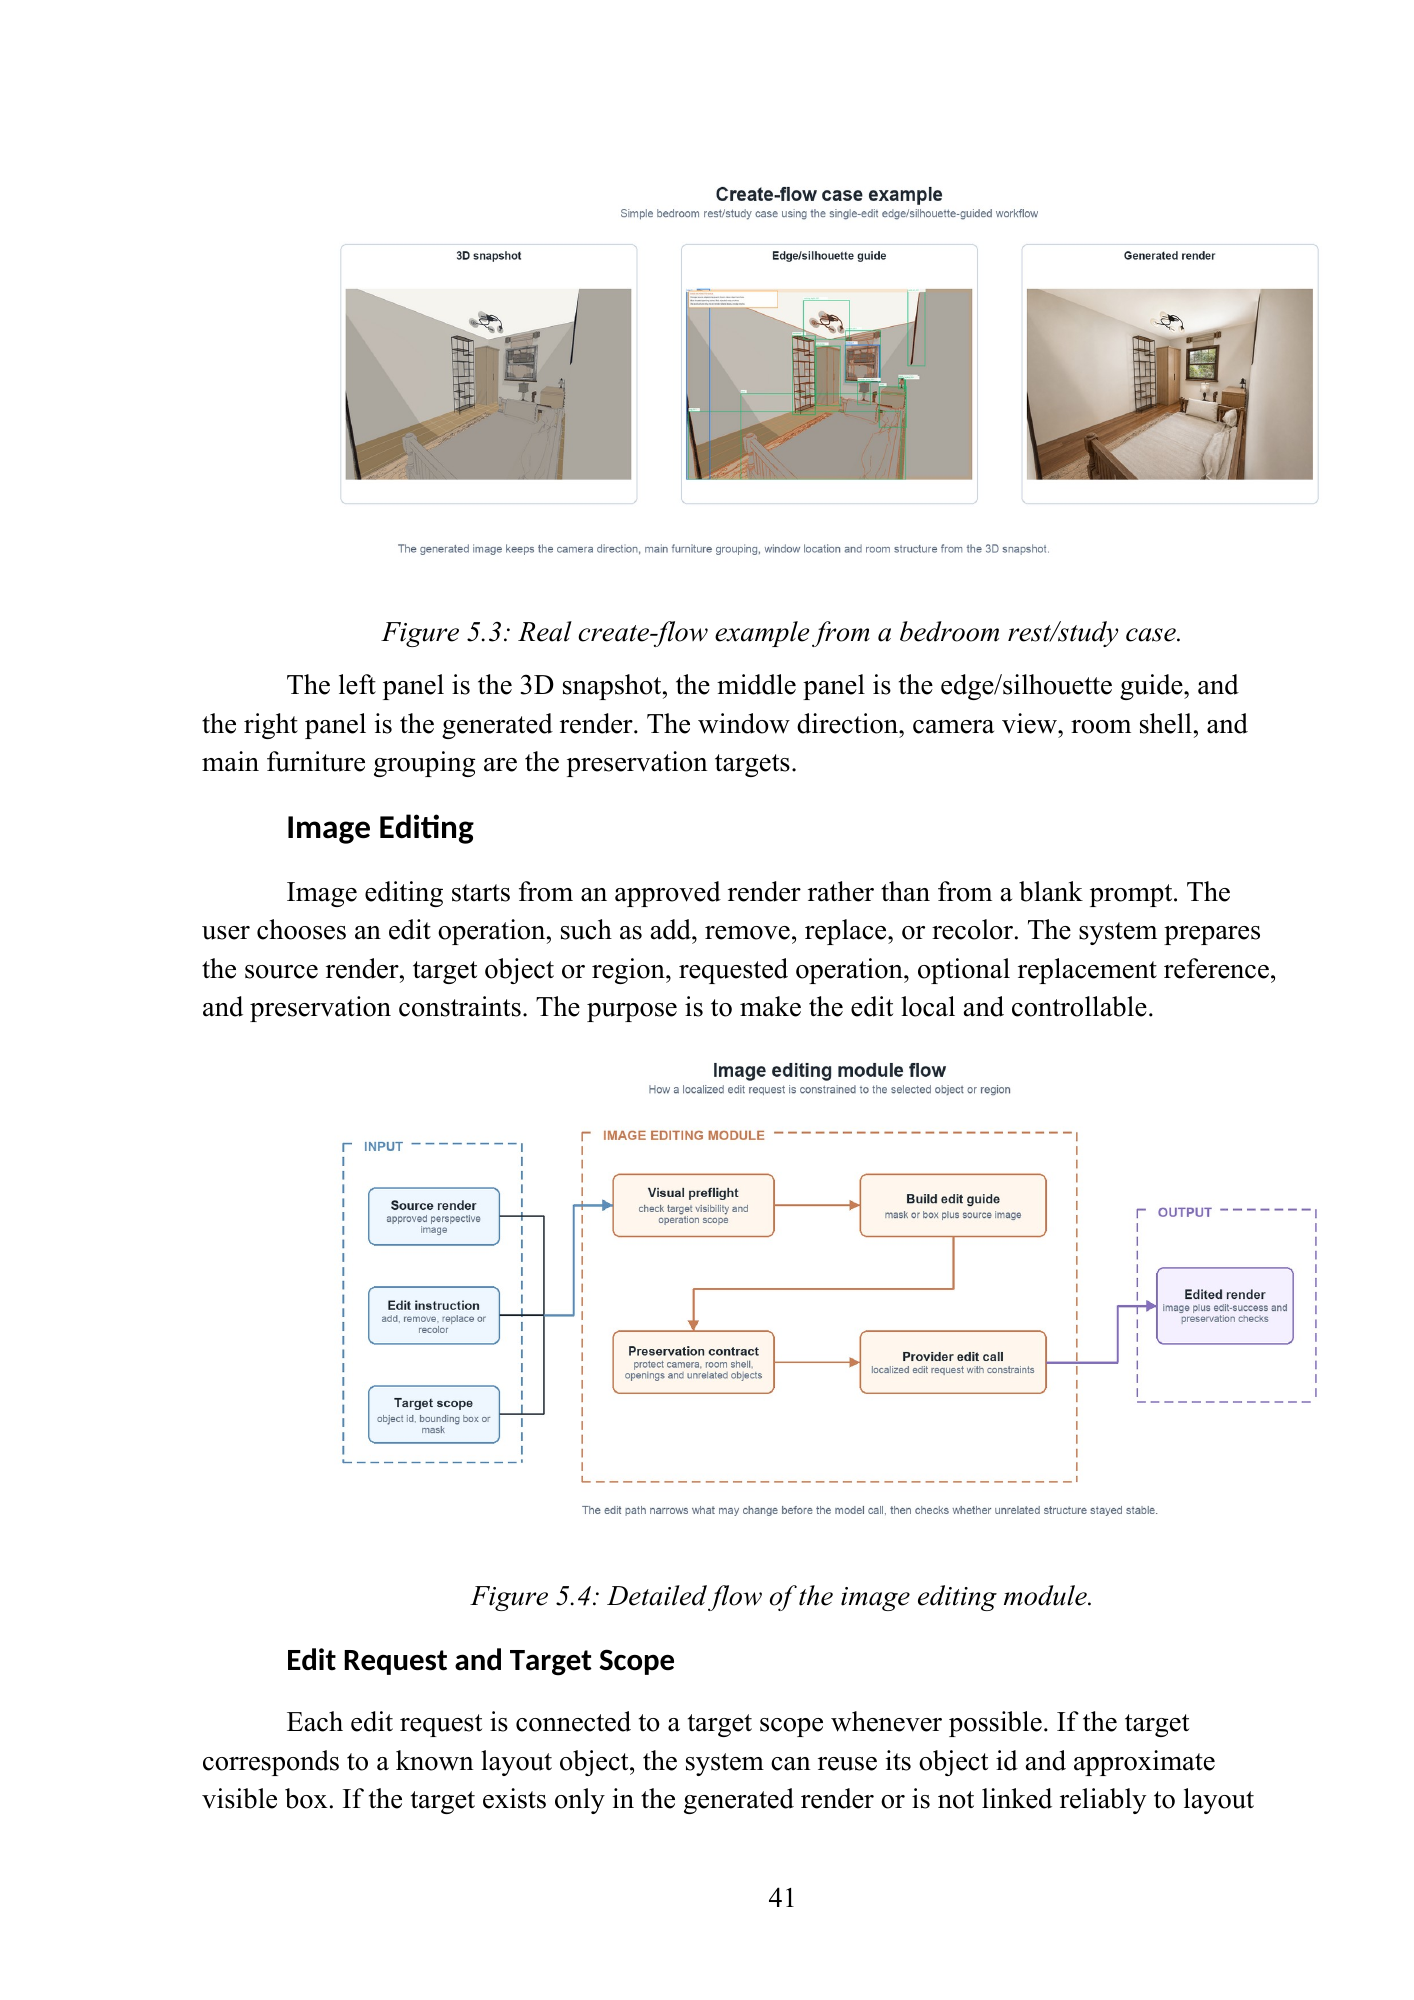 Create-flow case example
Simple bedroom rest/study case using the single-edit edge/silhouette-guided workflow
3D snapshot
Edge/silhouette guide
Generated render
The generated image keeps the camera direction, main furniture grouping, window location and room structure from the 3D snapshot.
Figure 5.3: Real create-flow example from a bedroom rest/study case.
The left panel is the 3D snapshot, the middle panel is the edge/silhouette guide, and
the right panel is the generated render. The window direction, camera view, room shell, and
main furniture grouping are the preservation targets.
Image Editing
Image editing starts from an approved render rather than from a blank prompt. The
user chooses an edit operation, such as add, remove, replace, or recolor. The system prepares
the source render, target object or region, requested operation, optional replacement reference,
and preservation constraints. The purpose is to make the edit local and controllable.
Image editing module flow
How a localized edit request is constrained to the selected object or region
INPUT
Source render
approved perspective
image
Edit instruction
add, remove, replace or
recolor
Target scope
object id, bounding box or
mask
IMAGE EDITING MODULE
Visual preflight
check target visibility and
operation scope
Build edit guide
mask or box plus source image
Preservation contract
protect camera, room shell,
openings and unrelated objects
Provider edit call
localized edit request with constraints
OUTPUT
Edited render
image plus edit-success and
preservation checks
The edit path narrows what may change before the model call, then checks whether unrelated structure stayed stable.
Figure 5.4: Detailed flow of the image editing module.
Edit Request and Target Scope
Each edit request is connected to a target scope whenever possible. If the target
corresponds to a known layout object, the system can reuse its object id and approximate
visible box. If the target exists only in the generated render or is not linked reliably to layout
41